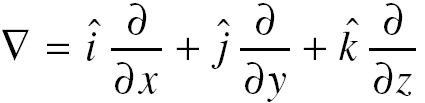 ∇ = î ∂/∂x + ĵ ∂/∂y + k̂ ∂/∂z